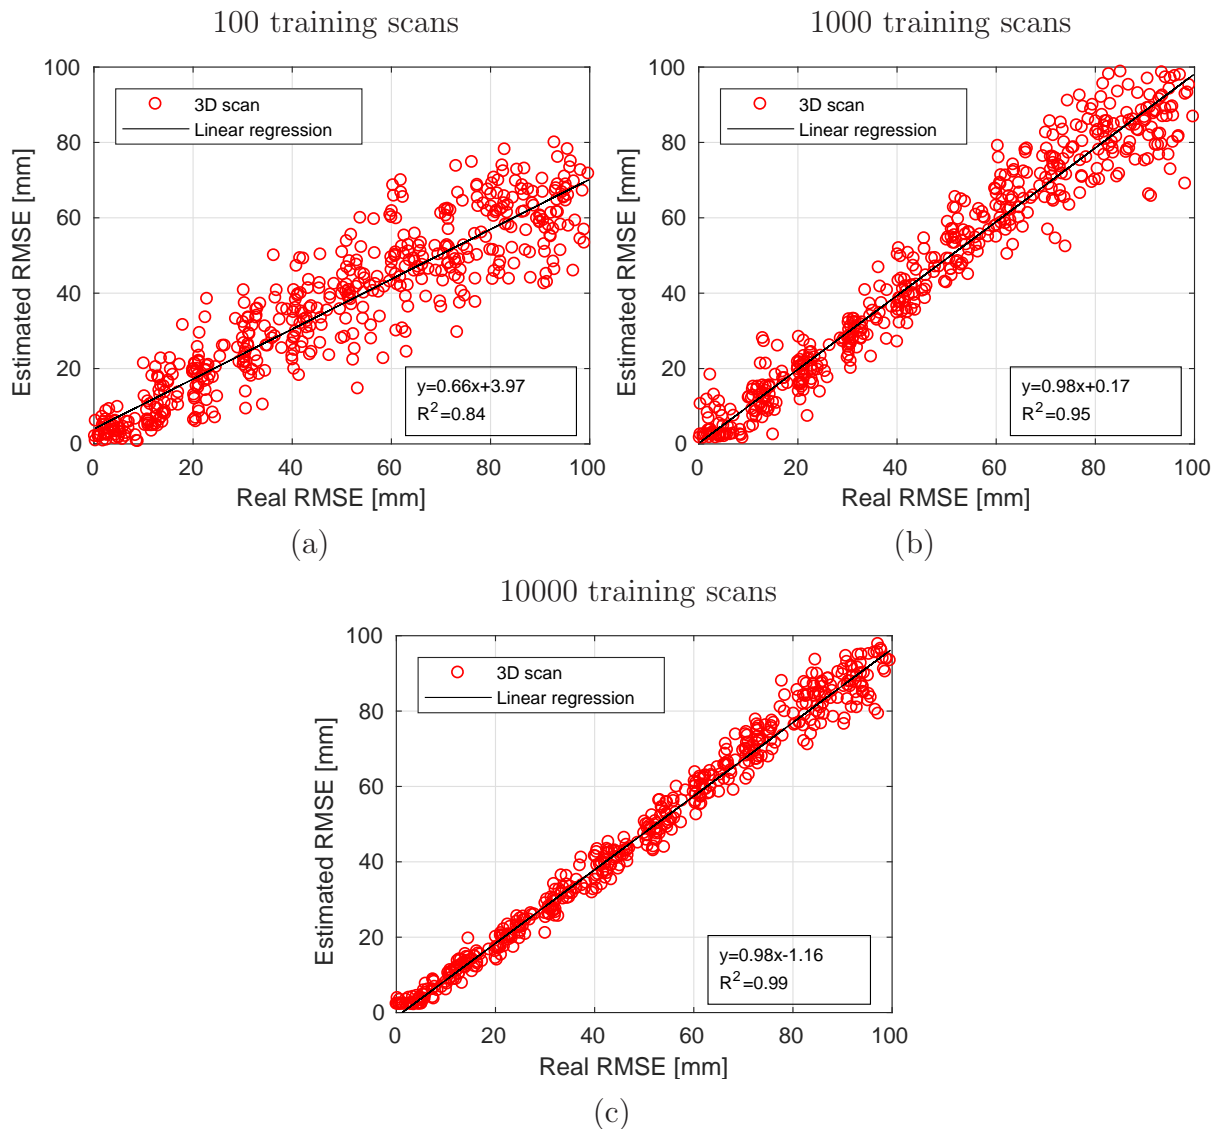 100 training scans
1000 training scans
100
80
60
40
20
0
Estimated RMSE [mm]
3D scan
Linear regression
y=0.66x+3.97
R²=0.84
0 20 40 60 80 100
Real RMSE [mm]
(a)
100
80
60
40
20
0
Estimated RMSE [mm]
3D scan
Linear regression
y=0.98x+0.17
R²=0.95
0 20 40 60 80 100
Real RMSE [mm]
(b)
10000 training scans
100
80
60
40
20
0
Estimated RMSE [mm]
3D scan
Linear regression
y=0.98x-1.16
R²=0.99
0 20 40 60 80 100
Real RMSE [mm]
(c)